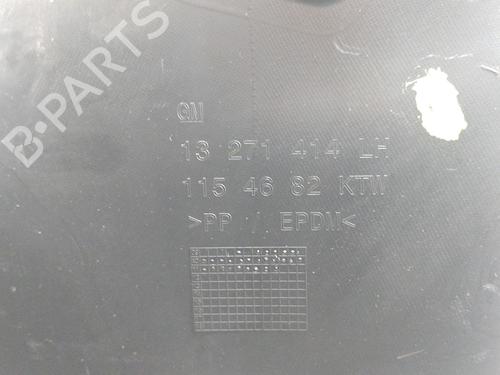 B-PARTS
GM
13 271 414 LH
115 46 82 KTW
>PP / EPDM<